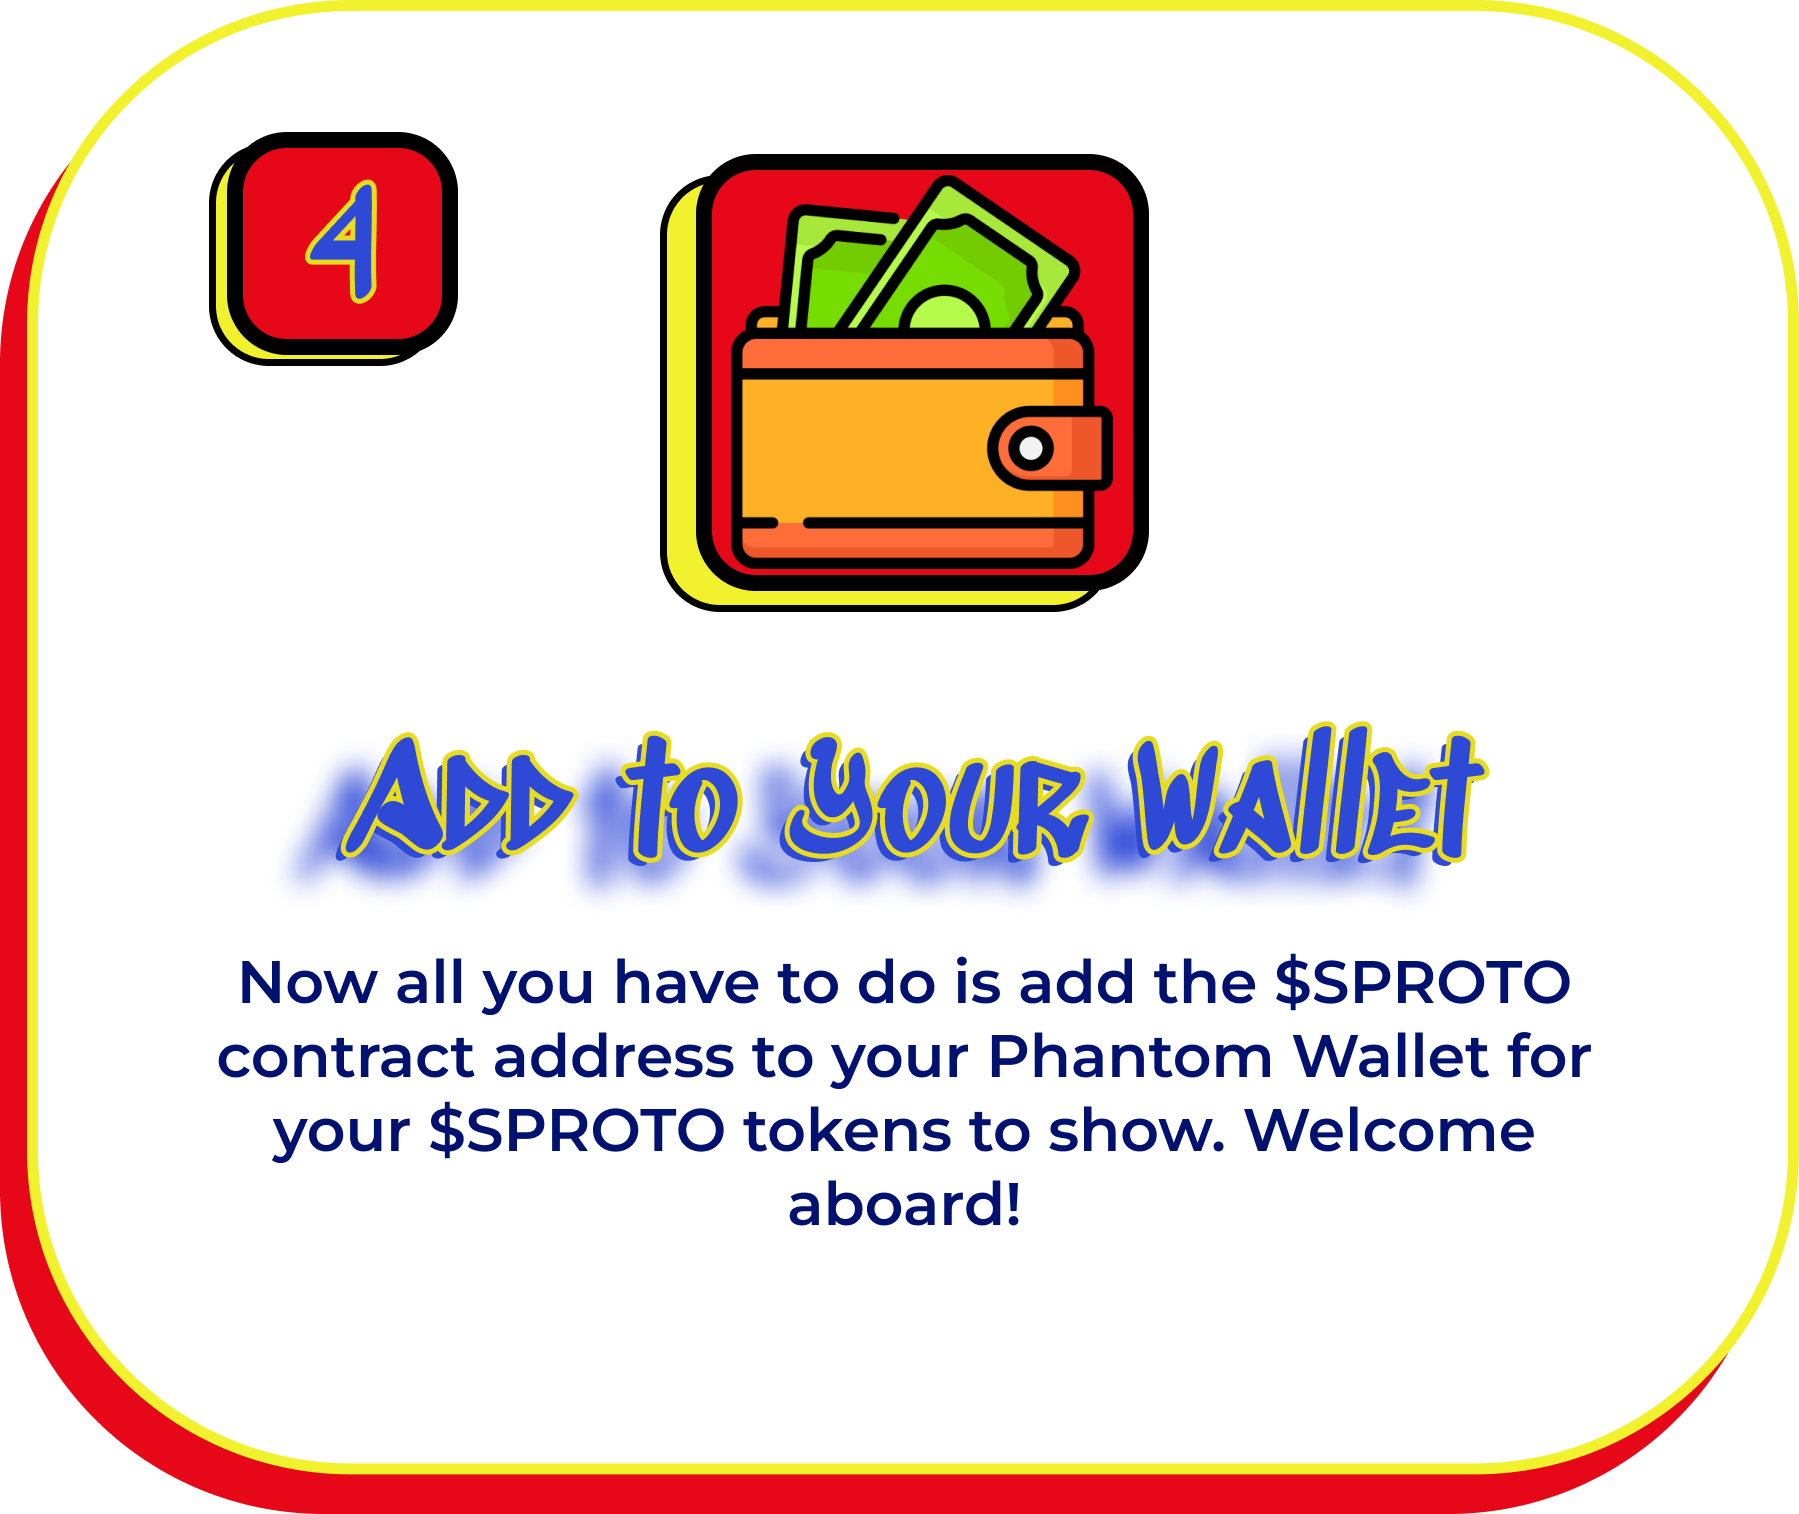 4
Add to Your Wallet
Now all you have to do is add the $SPROTO
contract address to your Phantom Wallet for
your $SPROTO tokens to show. Welcome
aboard!